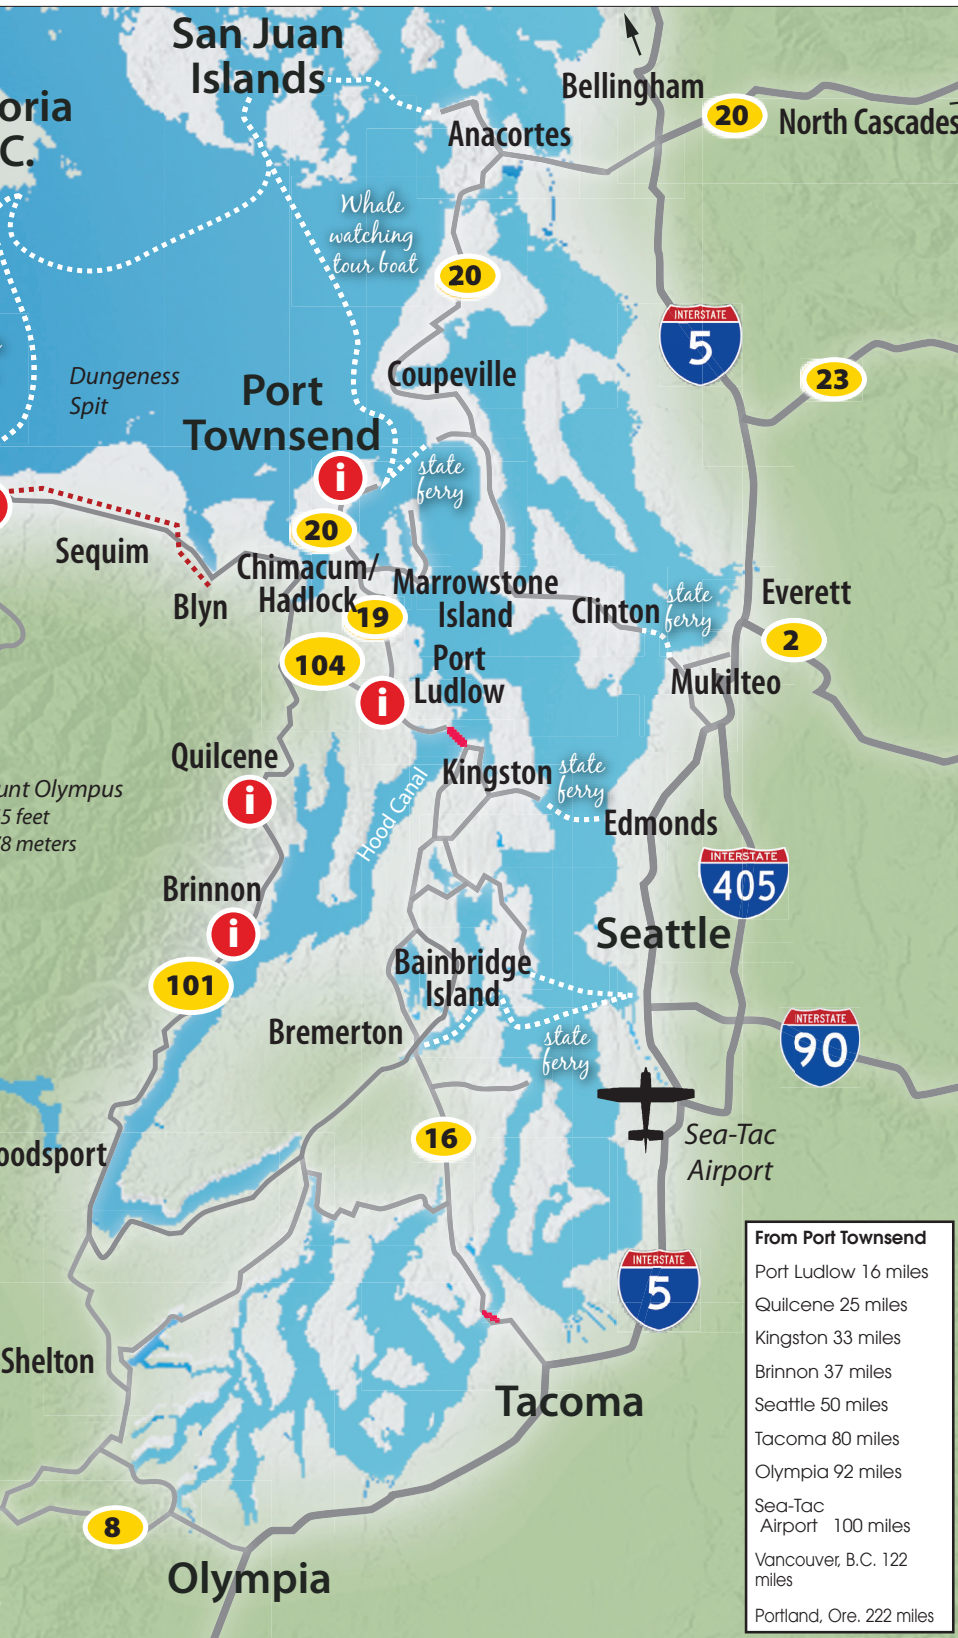 San Juan
Islands
Bellingham
oria
C.
20
North Cascades
Anacortes
Whale
watching
tour boat
20
INTERSTATE
5
23
Dungeness
Spit
Coupeville
Port
Townsend
i
state
ferry
20
Sequim
Chimacum/
Hadlock
Blyn
19
Marrowstone
Island
Clinton
state
ferry
Everett
2
104
Port
Ludlow
i
Mukilteo
Quilcene
i
unt Olympus
5 feet
78 meters
Hood Canal
Kingston
state
ferry
Edmonds
INTERSTATE
405
Brinnon
i
Seattle
101
Bainbridge
Island
Bremerton
state
ferry
INTERSTATE
90
16
Sea-Tac
Airport
oodsport
INTERSTATE
5
Shelton
Tacoma
8
Olympia
From Port Townsend
Port Ludlow 16 miles
Quilcene 25 miles
Kingston 33 miles
Brinnon 37 miles
Seattle 50 miles
Tacoma 80 miles
Olympia 92 miles
Sea-Tac
Airport 100 miles
Vancouver, B.C. 122
miles
Portland, Ore. 222 miles